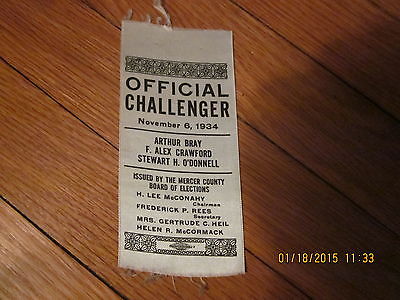 OFFICIAL
CHALLENGER
November 6, 1934
ARTHUR BRAY
F. ALEX CRAWFORD
STEWART H. O'DONNELL
ISSUED BY THE MERCER COUNTY
BOARD OF ELECTIONS
H. LEE McCONAHY
Chairman
FREDERICK P. REES
Secretary
MRS. GERTRUDE C. HEIL
HELEN R. McCORMACK
01/18/2015 11:33